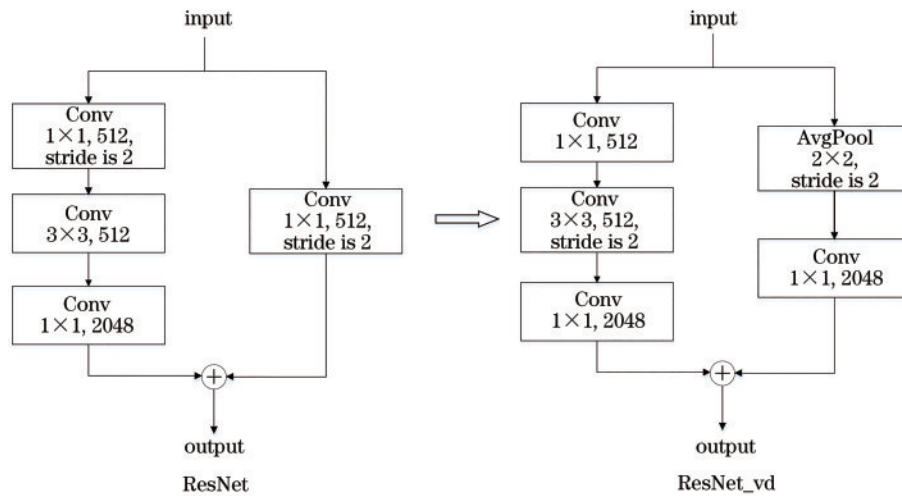 input
Conv
1×1, 512,
stride is 2
Conv
3×3, 512
Conv
1×1, 2048
Conv
1×1, 512,
stride is 2
output
ResNet
input
Conv
1×1, 512
Conv
3×3, 512,
stride is 2
Conv
1×1, 2048
AvgPool
2×2,
stride is 2
Conv
1×1, 2048
output
ResNet_vd